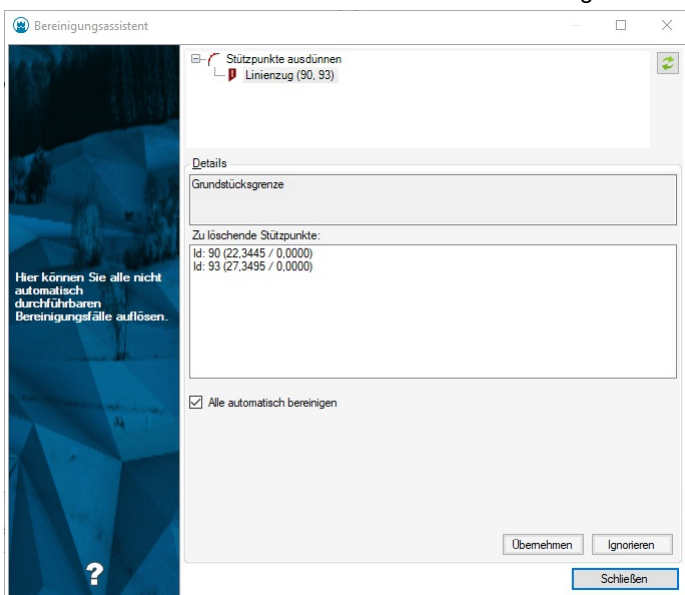 Bereinigungsassistent
Stützpunkte ausdünnen
Linienzug (90, 93)
Details
Grundstücksgrenze
Zu löschende Stützpunkte:
Id: 90 (22,3445 / 0,0000)
Id: 93 (27,3495 / 0,0000)
Hier können Sie alle nicht
automatisch
durchführbaren
Bereinigungsfälle auflösen.
Alle automatisch bereinigen
Übernehmen
Ignorieren
?
Schließen